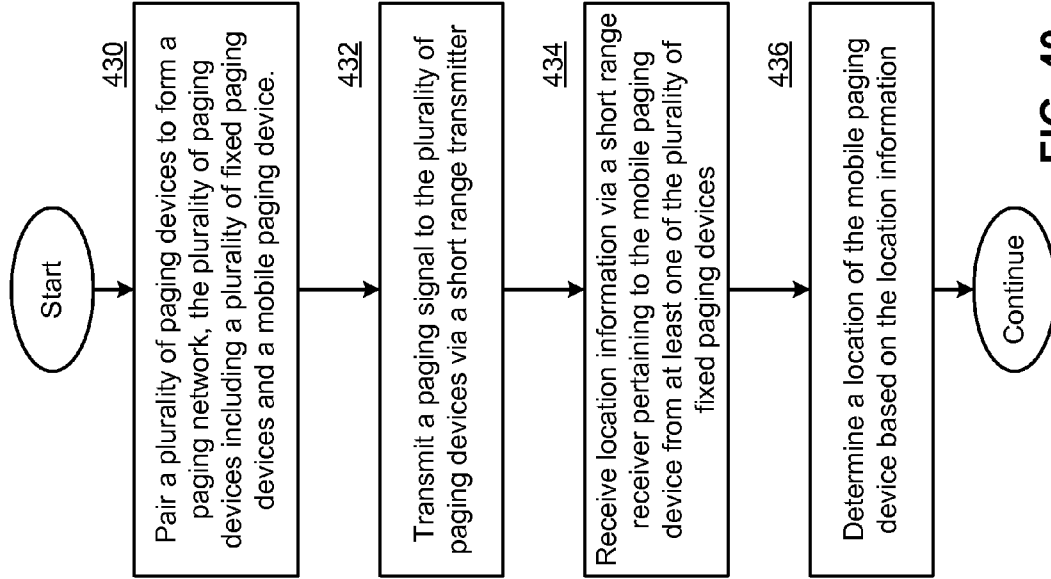 Start
430
Pair a plurality of paging devices to form a
paging network, the plurality of paging
devices including a plurality of fixed paging
devices and a mobile paging device.
432
Transmit a paging signal to the plurality of
paging devices via a short range transmitter
434
Receive location information via a short range
receiver pertaining to the mobile paging
device from at least one of the plurality of
fixed paging devices
436
Determine a location of the mobile paging
device based on the location information
Continue
FIG.